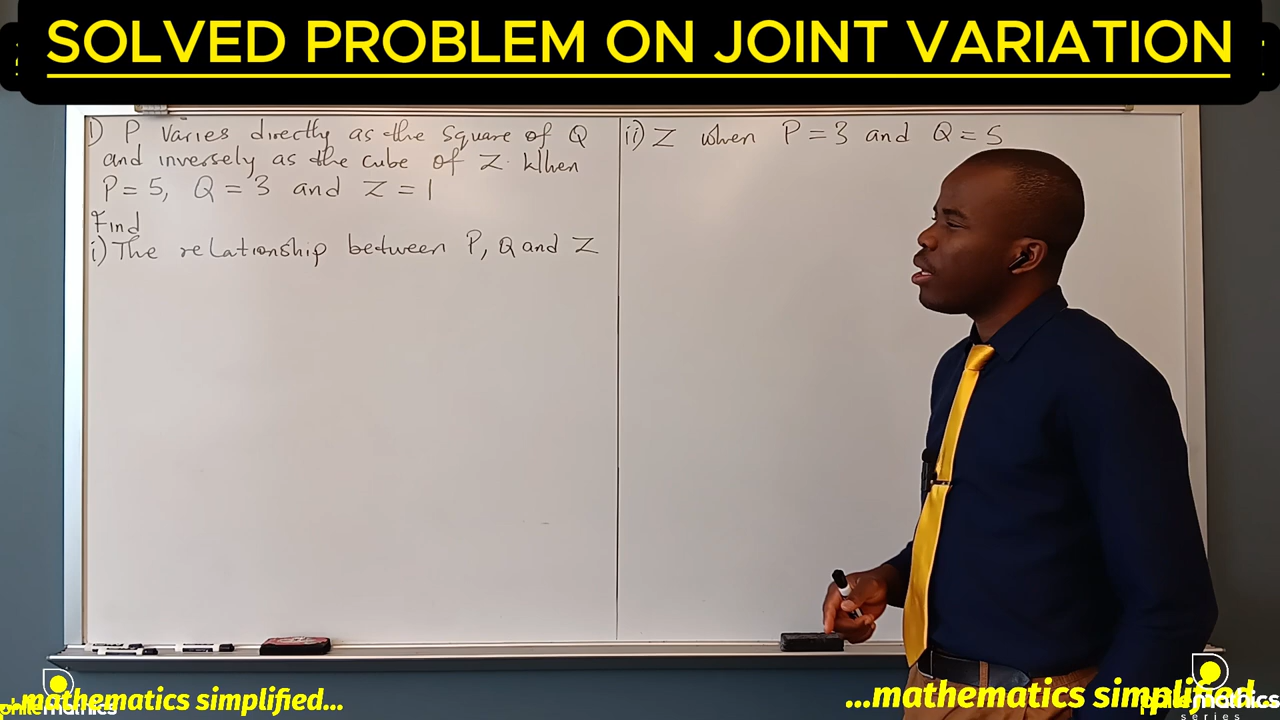 SOLVED PROBLEM ON JOINT VARIATION
1) P varies directly as the square of Q
and inversely as the cube of Z. When
P = 5, Q = 3 and Z = 1
Find
i) The relationship between P, Q and Z
ii) Z when P = 3 and Q = 5
...mathematics simplified...
...mathematics simplified...
series